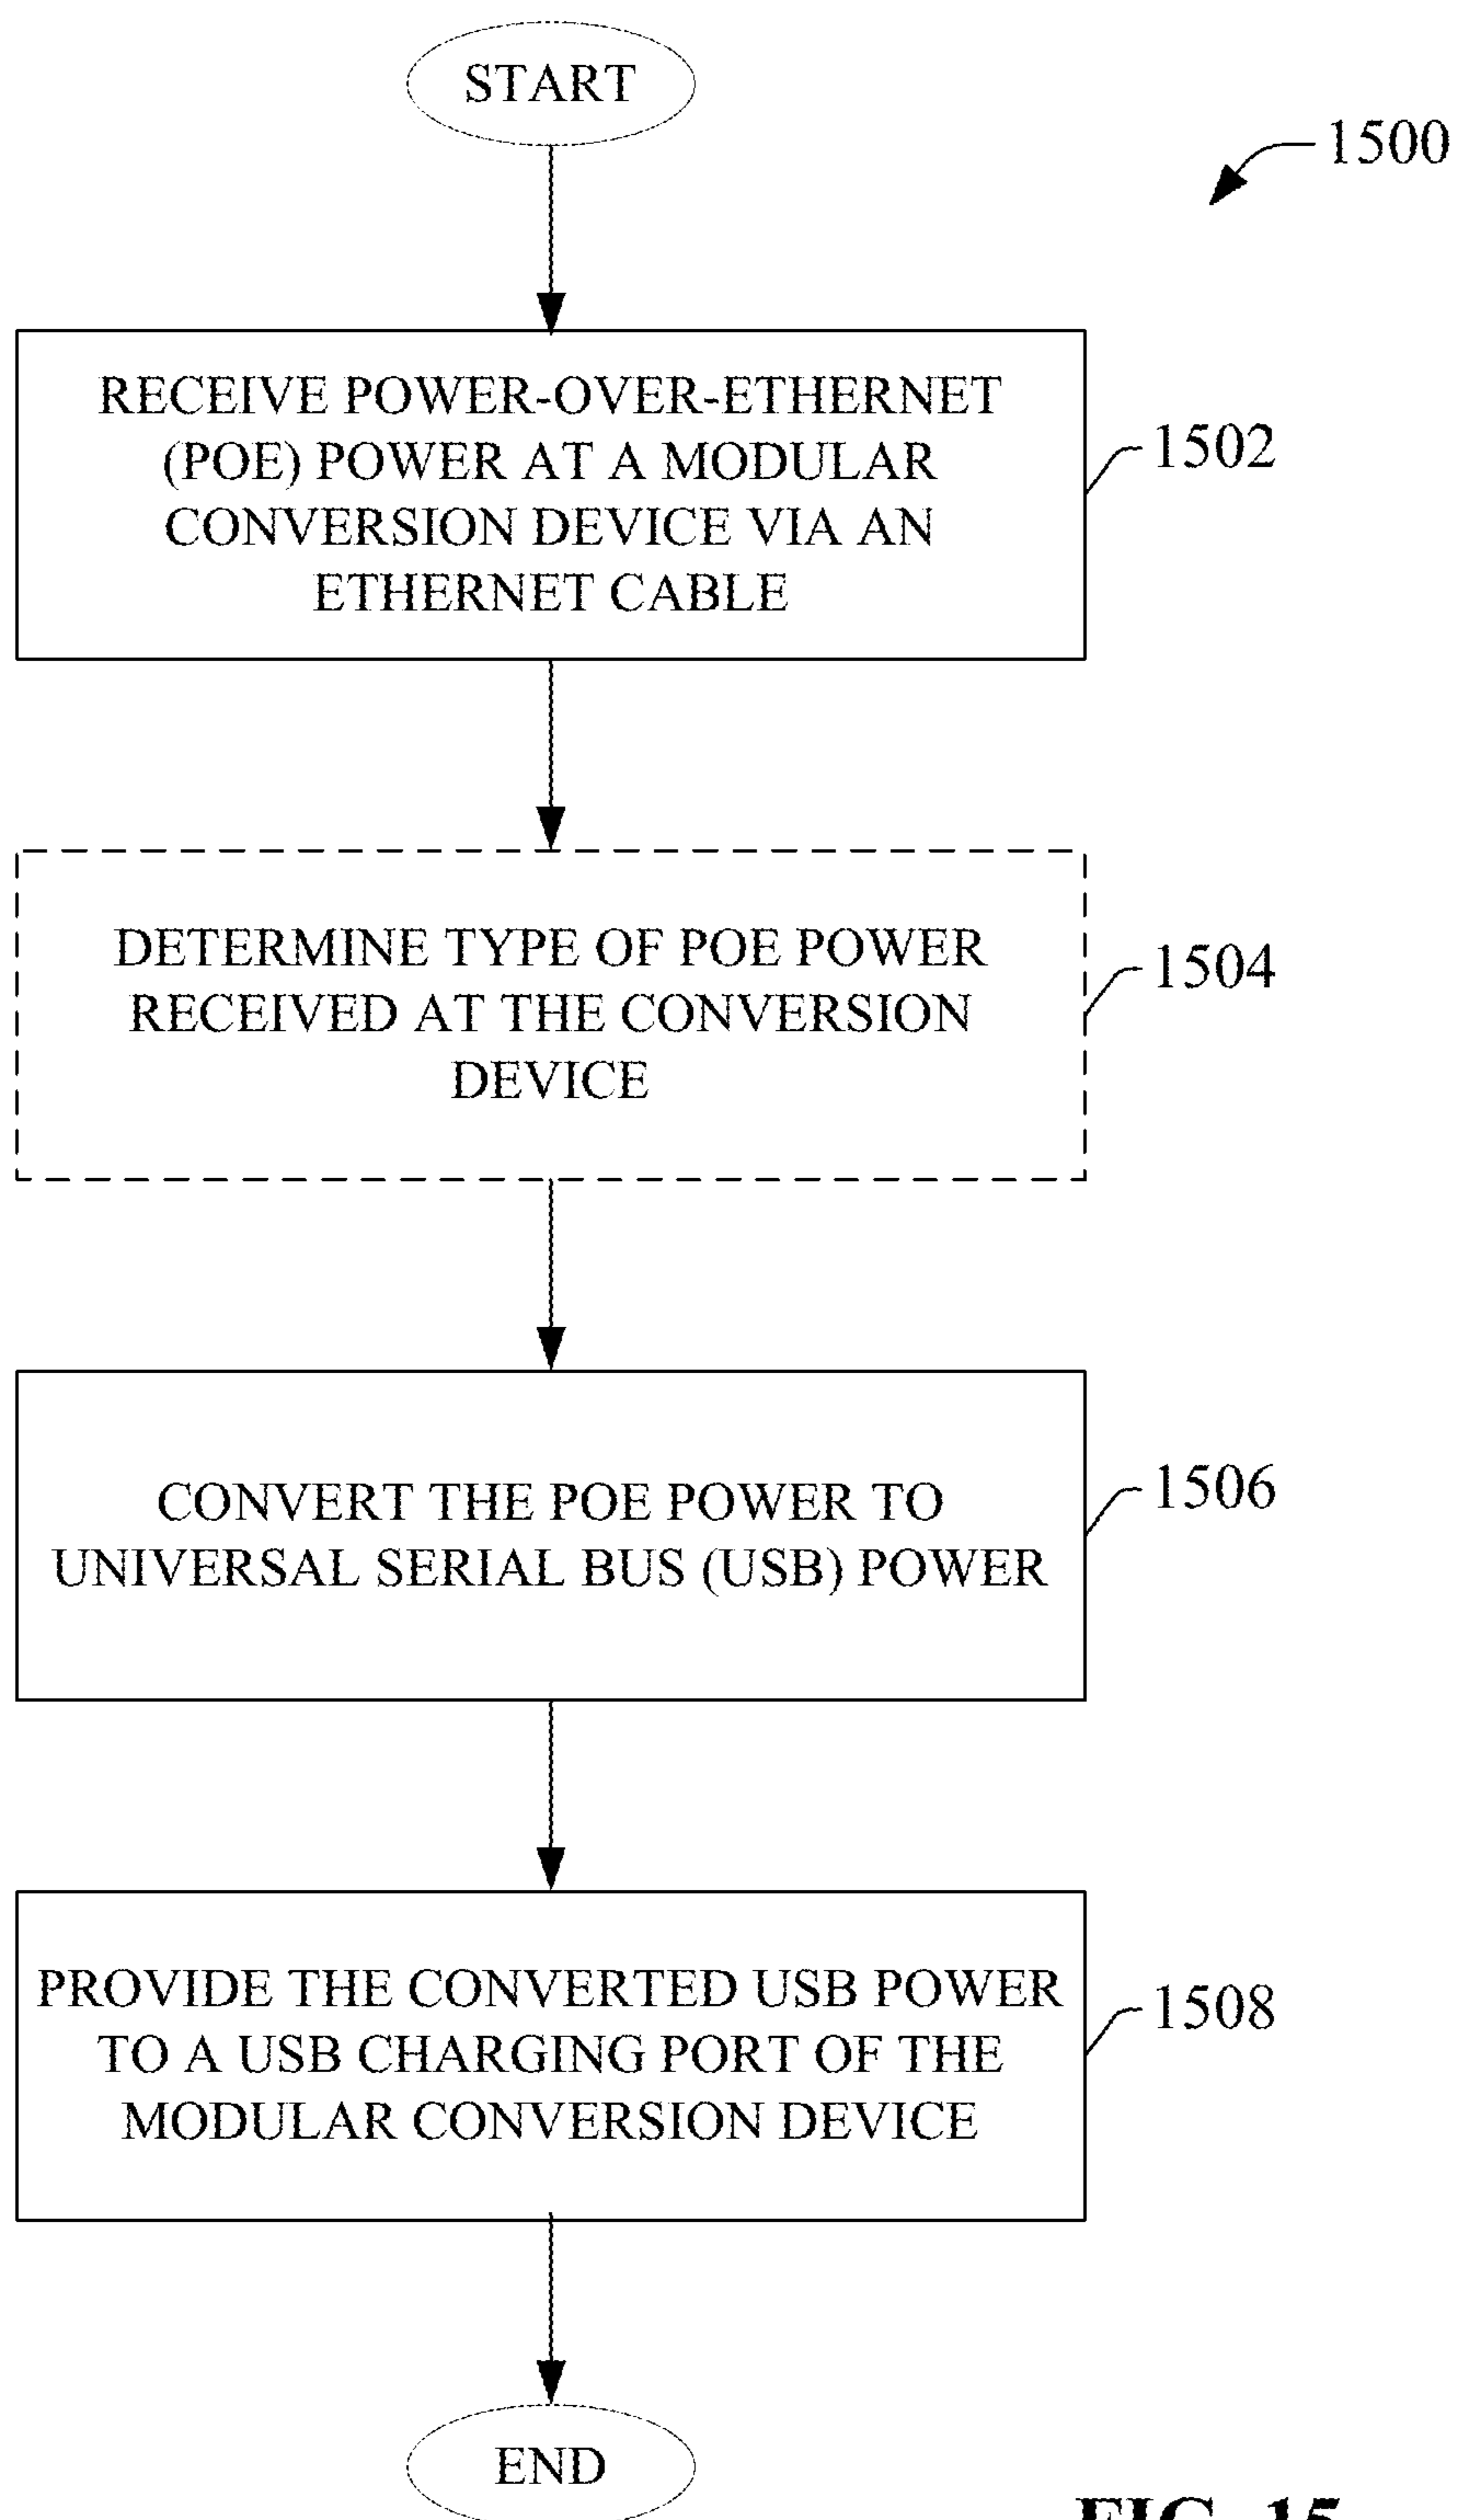 START
1500
RECEIVE POWER-OVER-ETHERNET
(POE) POWER AT A MODULAR
CONVERSION DEVICE VIA AN
ETHERNET CABLE
1502
DETERMINE TYPE OF POE POWER
RECEIVED AT THE CONVERSION
DEVICE
1504
CONVERT THE POE POWER TO
UNIVERSAL SERIAL BUS (USB) POWER
1506
PROVIDE THE CONVERTED USB POWER
TO A USB CHARGING PORT OF THE
MODULAR CONVERSION DEVICE
1508
END
FIG. 15